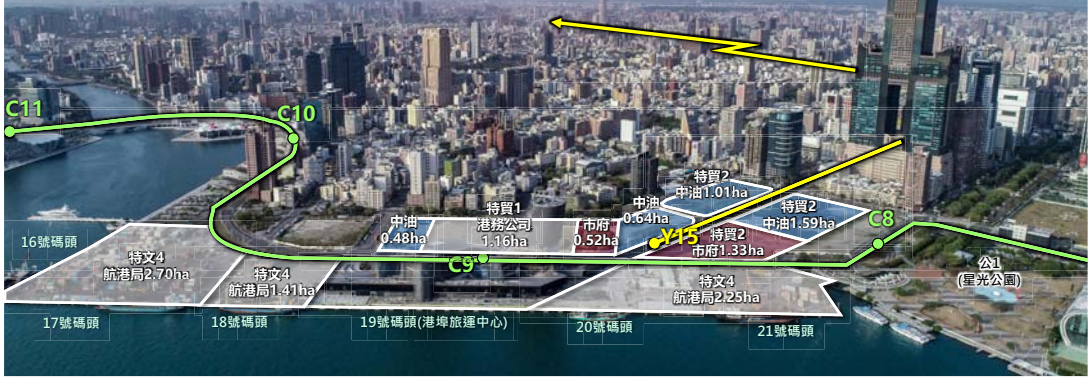 C11
C10
特貿2
中油1.01ha
中油
0.64ha
特貿2
中油1.59ha
特貿1
港務公司
1.16ha
中油
0.48ha
市府
0.52ha
Y15
特貿2
市府1.33ha
C8
16號碼頭
特文4
航港局2.70ha
特文4
航港局1.41ha
C9
特文4
航港局2.25ha
公1
(星光公園)
17號碼頭
18號碼頭
19號碼頭(港埠旅運中心)
20號碼頭
21號碼頭